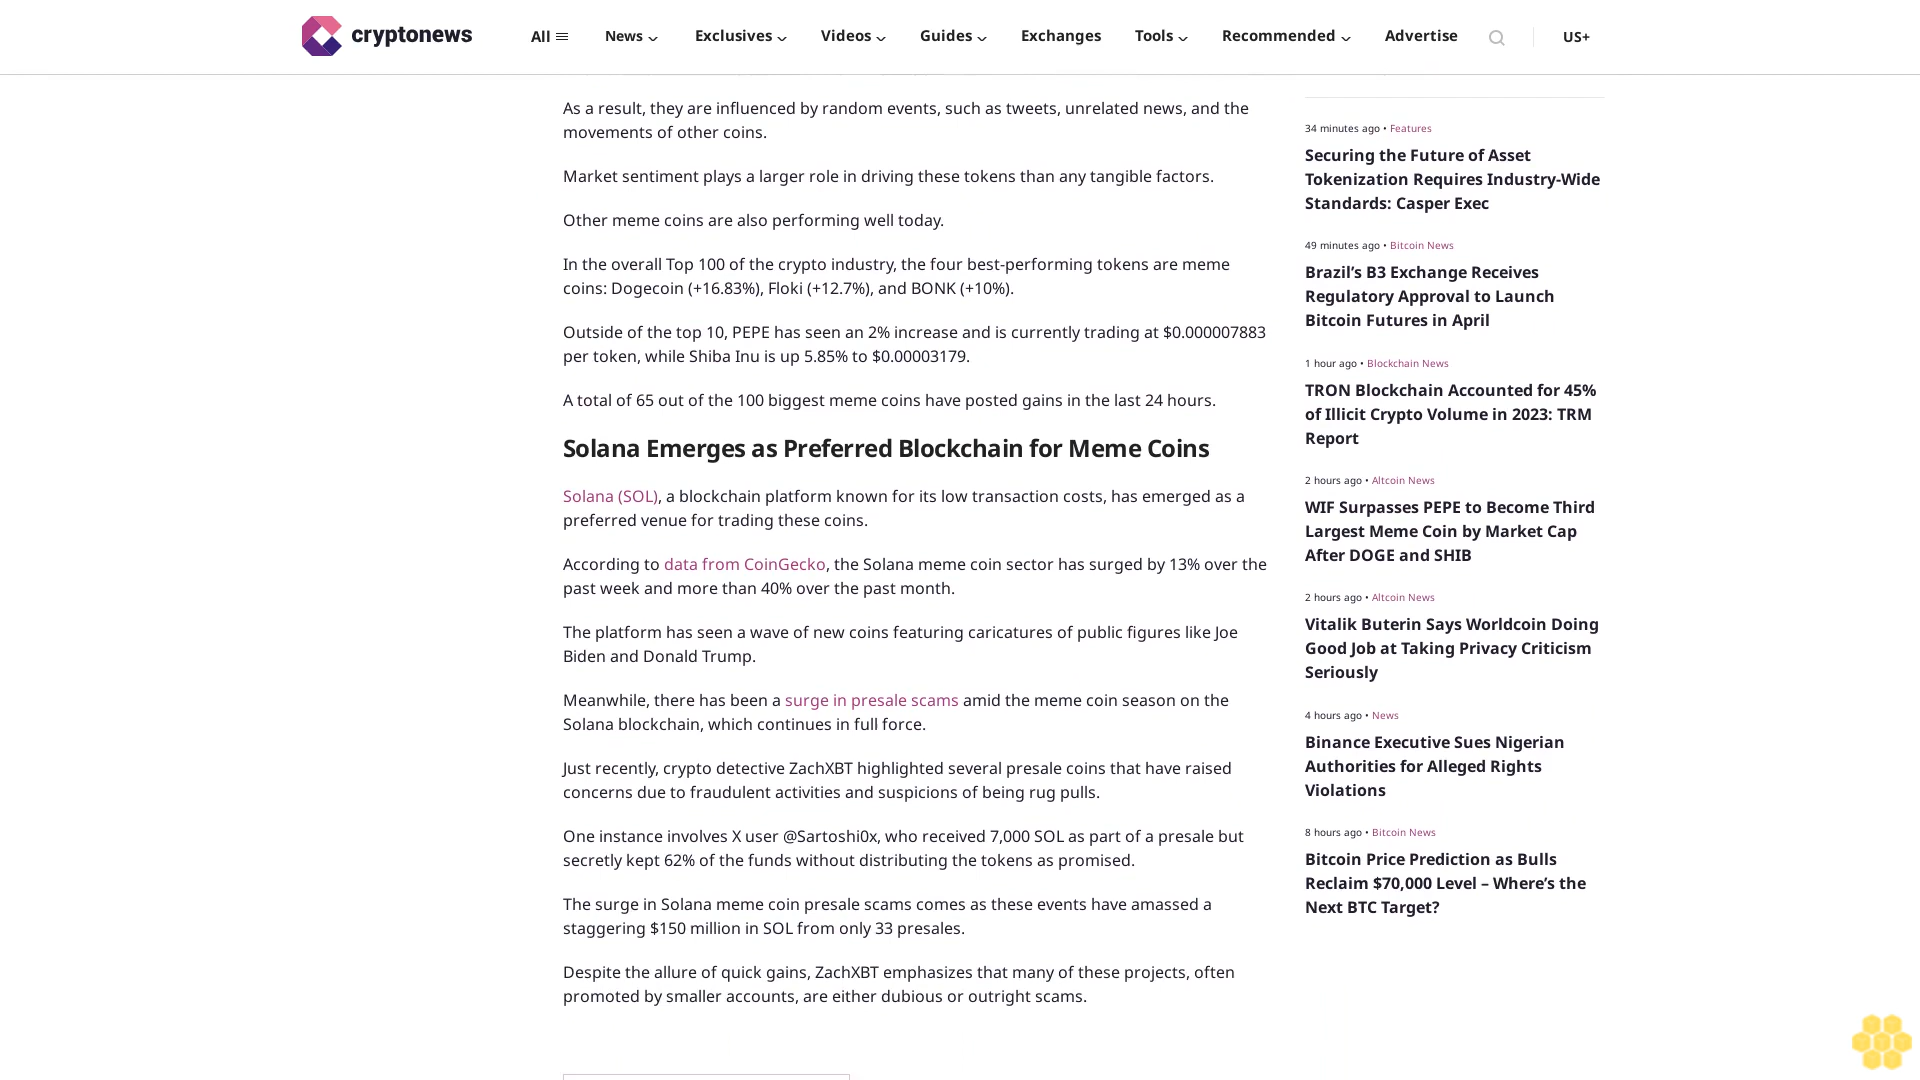 cryptonews
All
News
Exclusives
Videos
Guides
Exchanges
Tools
Recommended
Advertise
US+
As a result, they are influenced by random events, such as tweets, unrelated news, and the
movements of other coins.
Market sentiment plays a larger role in driving these tokens than any tangible factors.
Other meme coins are also performing well today.
In the overall Top 100 of the crypto industry, the four best-performing tokens are meme
coins: Dogecoin (+16.83%), Floki (+12.7%), and BONK (+10%).
Outside of the top 10, PEPE has seen an 2% increase and is currently trading at $0.000007883
per token, while Shiba Inu is up 5.85% to $0.00003179.
A total of 65 out of the 100 biggest meme coins have posted gains in the last 24 hours.
Solana Emerges as Preferred Blockchain for Meme Coins
Solana (SOL), a blockchain platform known for its low transaction costs, has emerged as a
preferred venue for trading these coins.
According to data from CoinGecko, the Solana meme coin sector has surged by 13% over the
past week and more than 40% over the past month.
The platform has seen a wave of new coins featuring caricatures of public figures like Joe
Biden and Donald Trump.
Meanwhile, there has been a surge in presale scams amid the meme coin season on the
Solana blockchain, which continues in full force.
Just recently, crypto detective ZachXBT highlighted several presale coins that have raised
concerns due to fraudulent activities and suspicions of being rug pulls.
One instance involves X user @Sartoshi0x, who received 7,000 SOL as part of a presale but
secretly kept 62% of the funds without distributing the tokens as promised.
The surge in Solana meme coin presale scams comes as these events have amassed a
staggering $150 million in SOL from only 33 presales.
Despite the allure of quick gains, ZachXBT emphasizes that many of these projects, often
promoted by smaller accounts, are either dubious or outright scams.
34 minutes ago • Features
Securing the Future of Asset
Tokenization Requires Industry-Wide
Standards: Casper Exec
49 minutes ago • Bitcoin News
Brazil’s B3 Exchange Receives
Regulatory Approval to Launch
Bitcoin Futures in April
1 hour ago • Blockchain News
TRON Blockchain Accounted for 45%
of Illicit Crypto Volume in 2023: TRM
Report
2 hours ago • Altcoin News
WIF Surpasses PEPE to Become Third
Largest Meme Coin by Market Cap
After DOGE and SHIB
2 hours ago • Altcoin News
Vitalik Buterin Says Worldcoin Doing
Good Job at Taking Privacy Criticism
Seriously
4 hours ago • News
Binance Executive Sues Nigerian
Authorities for Alleged Rights
Violations
8 hours ago • Bitcoin News
Bitcoin Price Prediction as Bulls
Reclaim $70,000 Level – Where’s the
Next BTC Target?